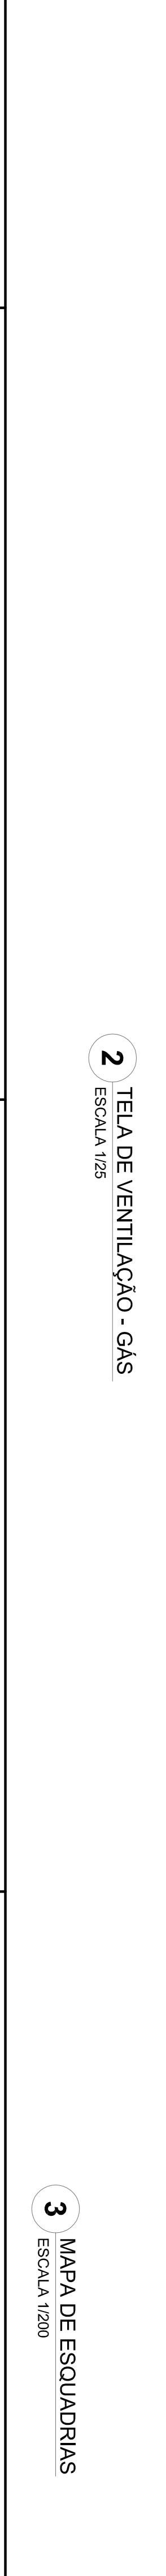 2
TELA DE VENTILAÇÃO - GÁS
ESCALA 1/25
3
MAPA DE ESQUADRIAS
ESCALA 1/200